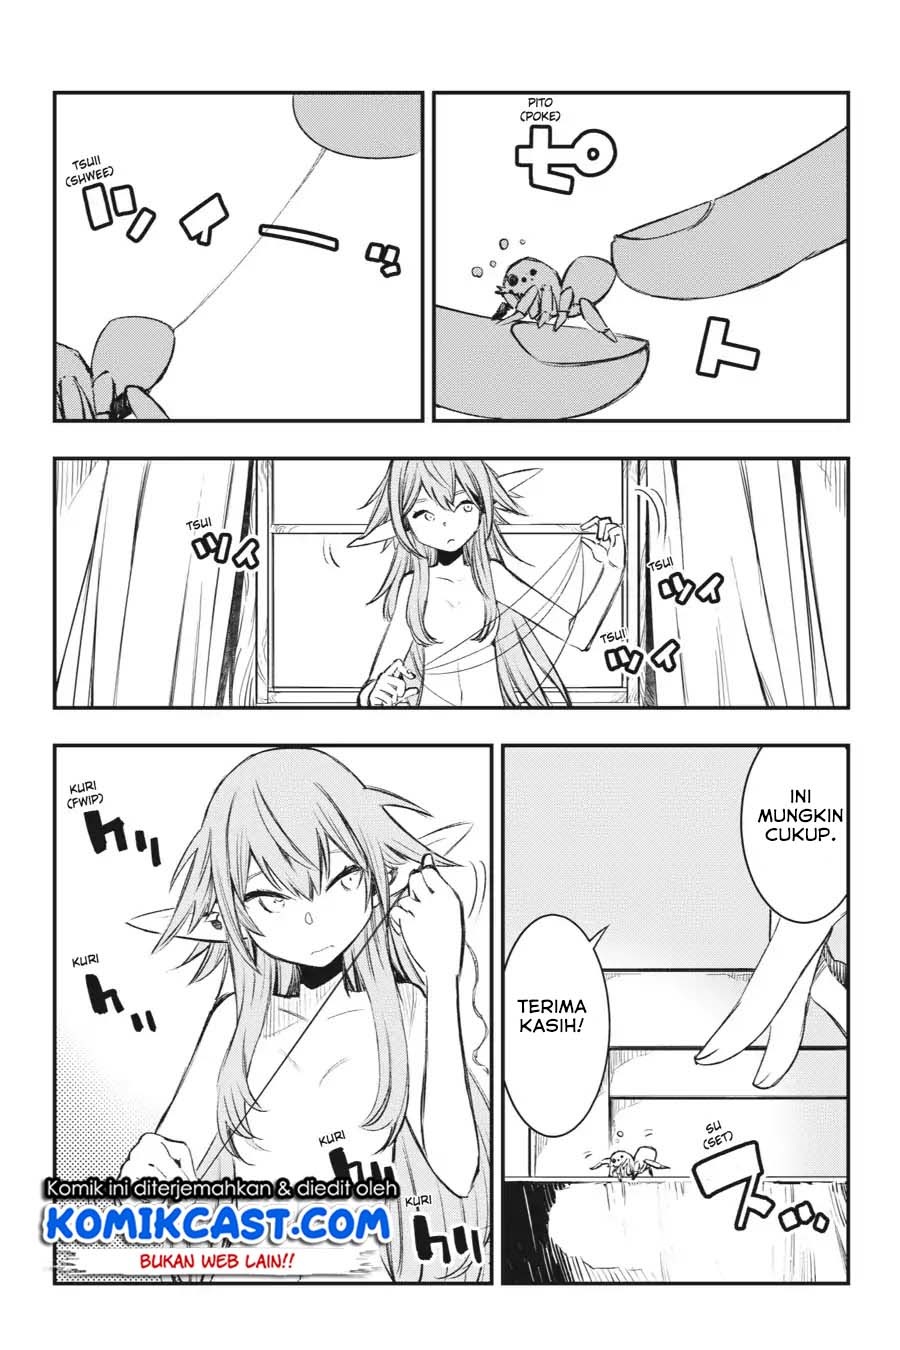 PITO
(POKE)
ピ
ト
TSUII
(SHWEE)
ツ
イ
ー
ッ
TSUI
ツイ
TSUI
ツイ
TSUI
ツイ
INI
MUNGKIN
CUKUP.
TERIMA
KASIH!
SU
(SET)
スッ
KURI
(FWIP)
クリ
KURI
クリ
KURI
クリ
KURI
クリ
Komik ini diterjemahkan & diedit oleh
KOMIKCAST.COM
BUKAN WEB LAIN!!